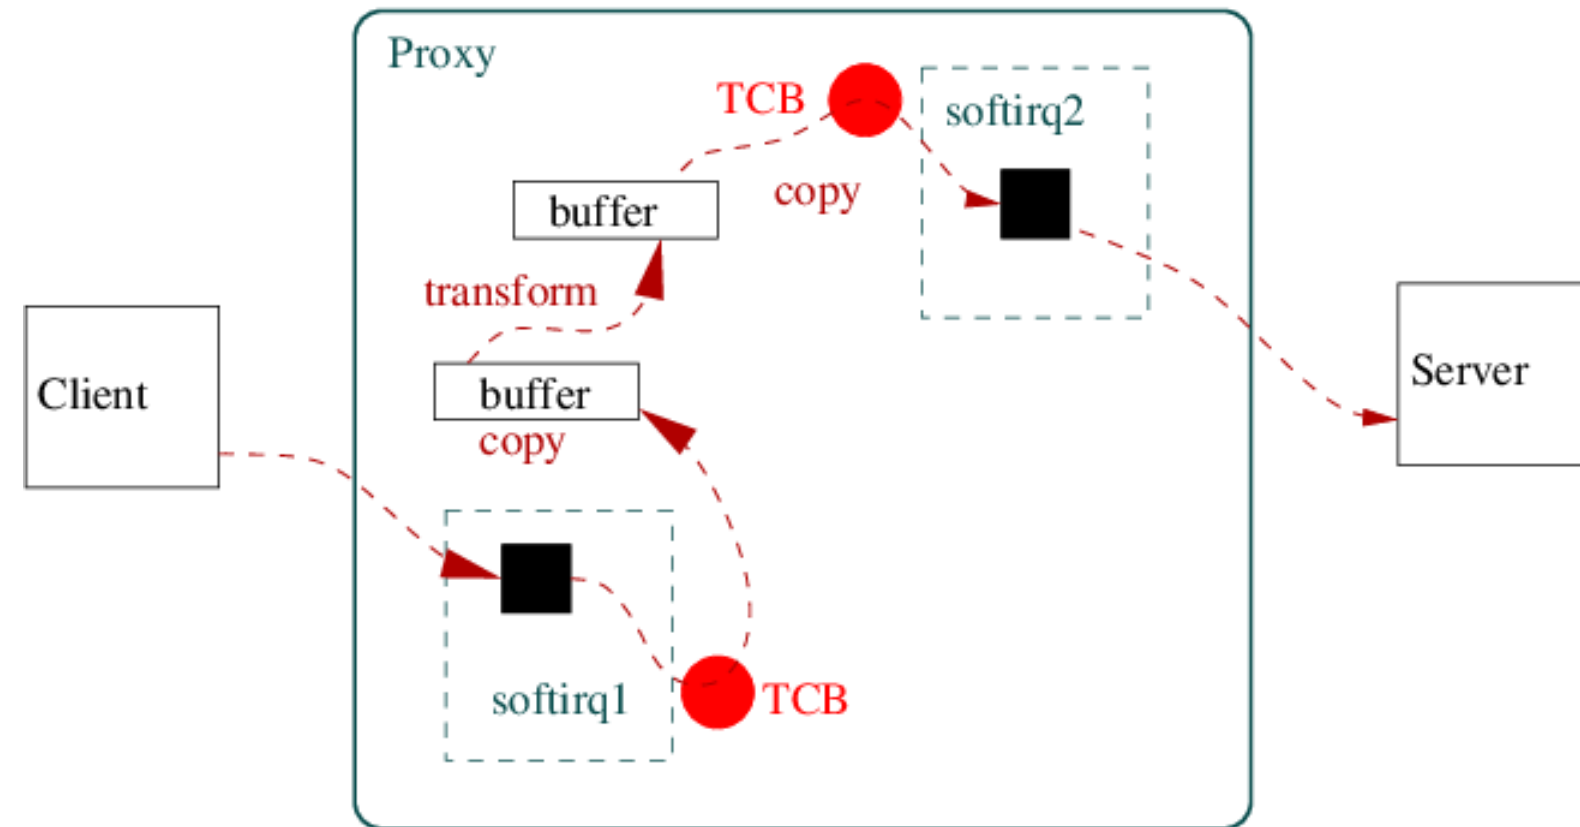 Proxy
TCB
softirq2
copy
buffer
transform
Client
buffer
copy
Server
softirq1
TCB